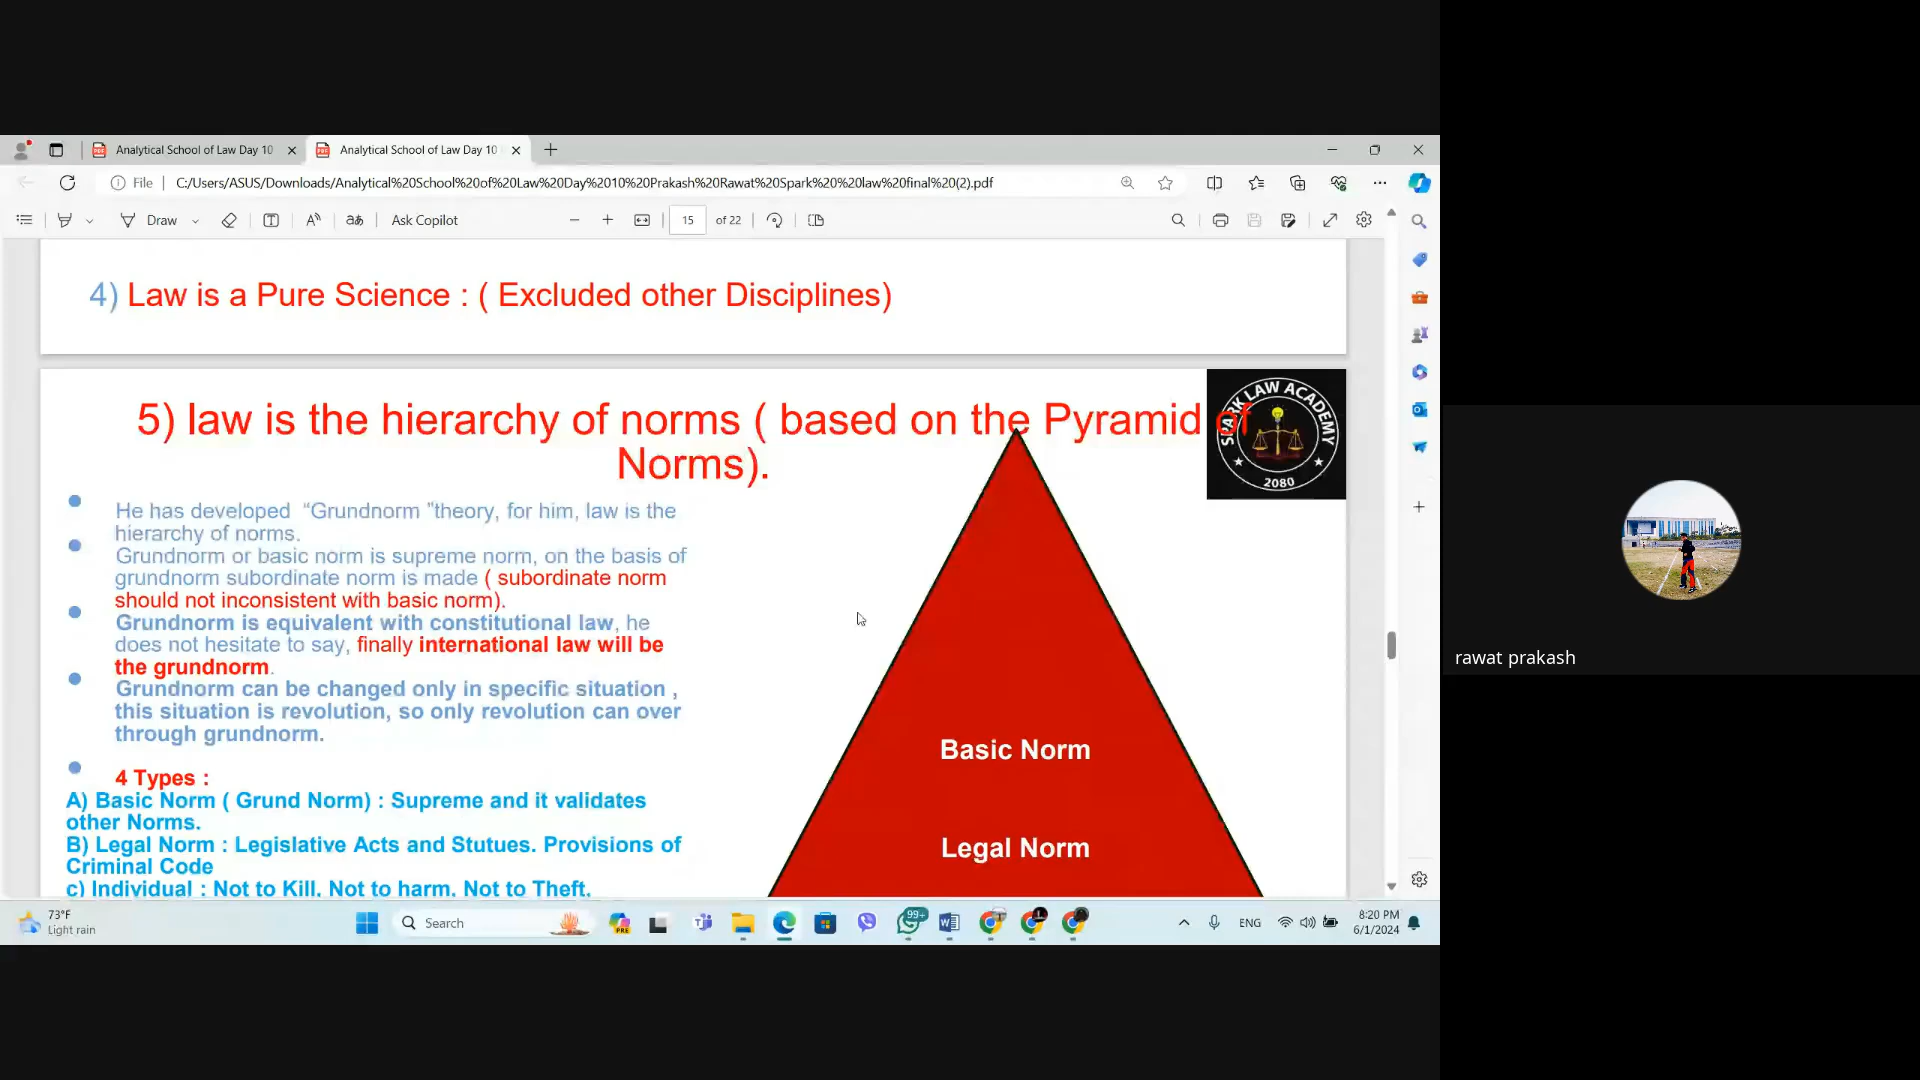 Analytical School of Law Day 10
Analytical School of Law Day 10
File
C:/Users/ASUS/Downloads/Analytical%20School%20of%20Law%20Day%2010%20Prakash%20Rawat%20Spark%20%20law%20final%20(2).pdf
Draw
aあ
Ask Copilot
15
of 22
4) Law is a Pure Science : ( Excluded other Disciplines)
5) law is the hierarchy of norms ( based on the Pyramid of
Norms).
SPARK LAW ACADEMY
2080
He has developed “Grundnorm ”theory, for him, law is the
hierarchy of norms.
Grundnorm or basic norm is supreme norm, on the basis of
grundnorm subordinate norm is made ( subordinate norm
should not inconsistent with basic norm).
Grundnorm is equivalent with constitutional law, he
does not hesitate to say, finally international law will be
the grundnorm.
Grundnorm can be changed only in specific situation ,
this situation is revolution, so only revolution can over
through grundnorm.
4 Types :
A) Basic Norm ( Grund Norm) : Supreme and it validates
other Norms.
B) Legal Norm : Legislative Acts and Stutues. Provisions of
Criminal Code
c) Individual : Not to Kill. Not to harm. Not to Theft.
Basic Norm
Legal Norm
rawat prakash
73°F
Light rain
Search
PRE
99+
ENG
8:20 PM
6/1/2024